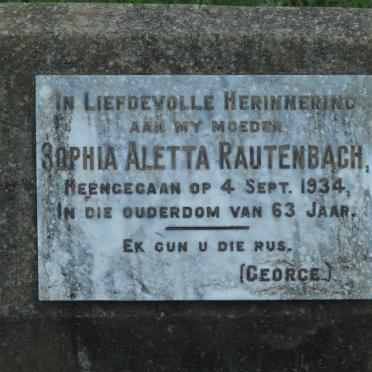 In Liefdevolle Herinnering
aan my moeder
Sophia Aletta Rautenbach,
Heengegaan op 4 Sept. 1934,
In die ouderdom van 63 Jaar.
Ek gun u die rus.
(George.)